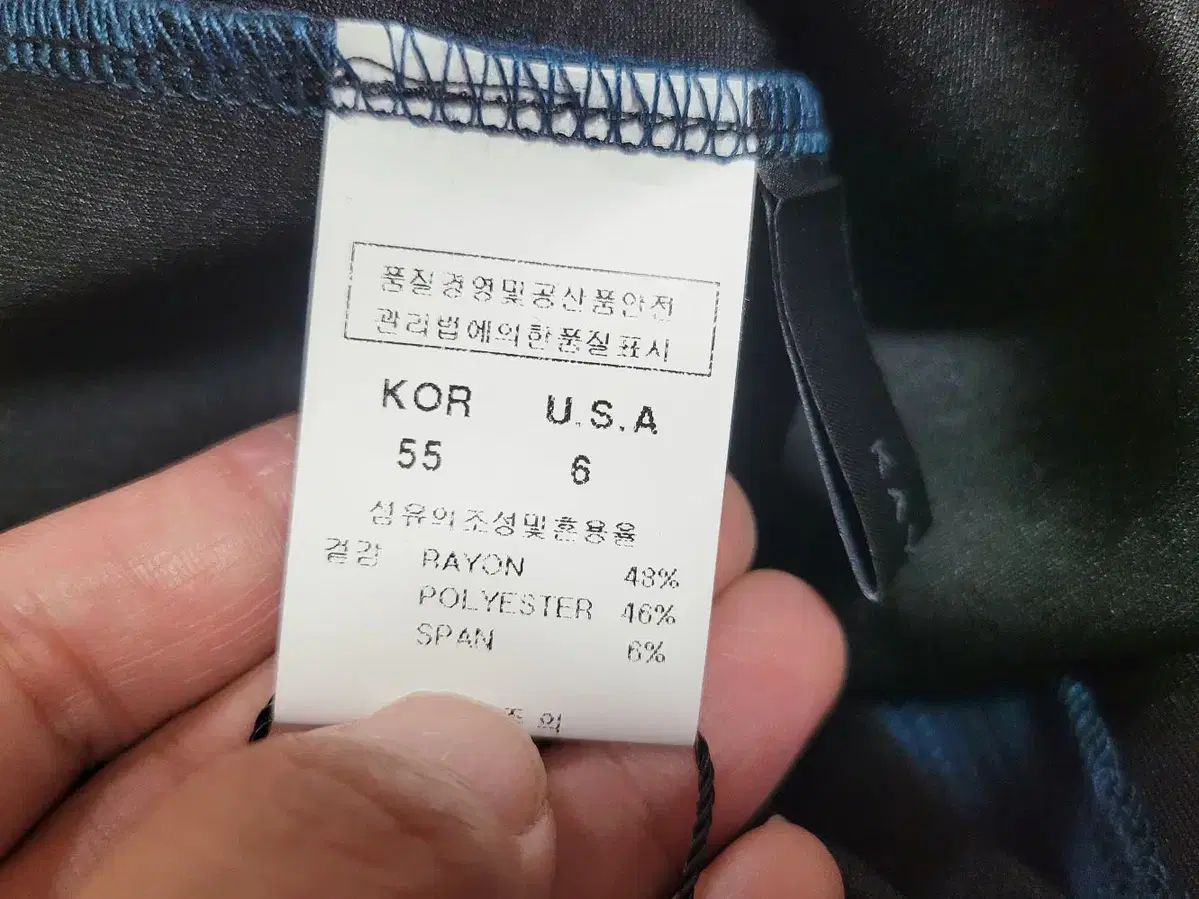 품질경영및공산품안전
관리법에의한품질표시
KOR U.S.A
55 6
섬유의조성및혼용율
겉감 RAYON 48%
POLYESTER 46%
SPAN 6%